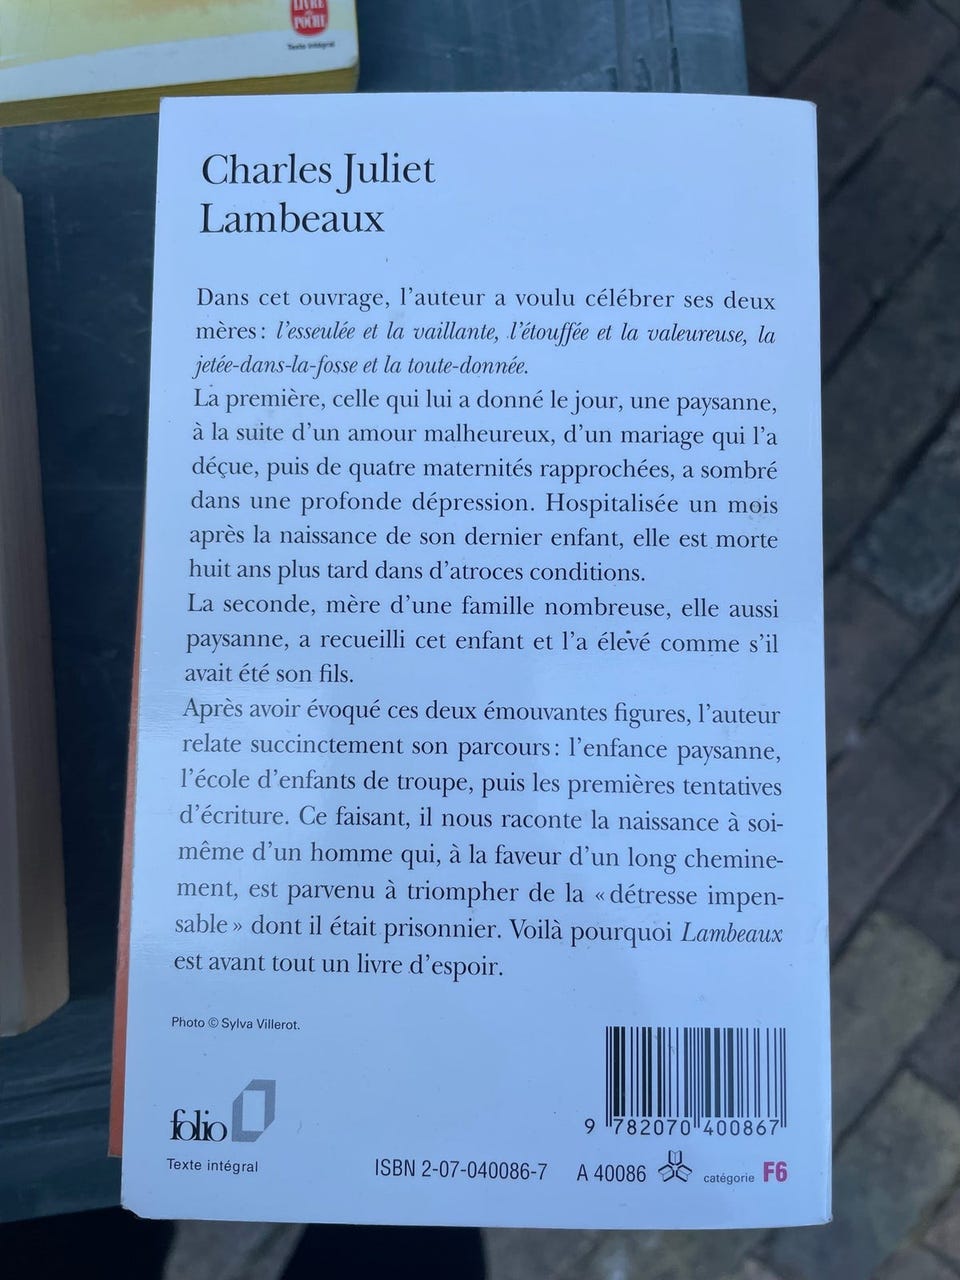 LIVRE
DE
POCHE
Texte intégral
Charles Juliet
Lambeaux
Dans cet ouvrage, l'auteur a voulu célébrer ses deux
mères : l'esseulée et la vaillante, l'étouffée et la valeureuse, la
jetée-dans-la-fosse et la toute-donnée.
La première, celle qui lui a donné le jour, une paysanne,
à la suite d'un amour malheureux, d'un mariage qui l'a
déçue, puis de quatre maternités rapprochées, a sombré
dans une profonde dépression. Hospitalisée un mois
après la naissance de son dernier enfant, elle est morte
huit ans plus tard dans d'atroces conditions.
La seconde, mère d'une famille nombreuse, elle aussi
paysanne, a recueilli cet enfant et l'a élevé comme s'il
avait été son fils.
Après avoir évoqué ces deux émouvantes figures, l'auteur
relate succinctement son parcours : l'enfance paysanne,
l'école d'enfants de troupe, puis les premières tentatives
d'écriture. Ce faisant, il nous raconte la naissance à soi-
même d'un homme qui, à la faveur d'un long chemine-
ment, est parvenu à triompher de la « détresse impen-
sable » dont il était prisonnier. Voilà pourquoi Lambeaux
est avant tout un livre d'espoir.
Photo © Sylva Villerot.
9 782070 400867
folio
Texte intégral
ISBN 2-07-040086-7 A 40086 catégorie F6